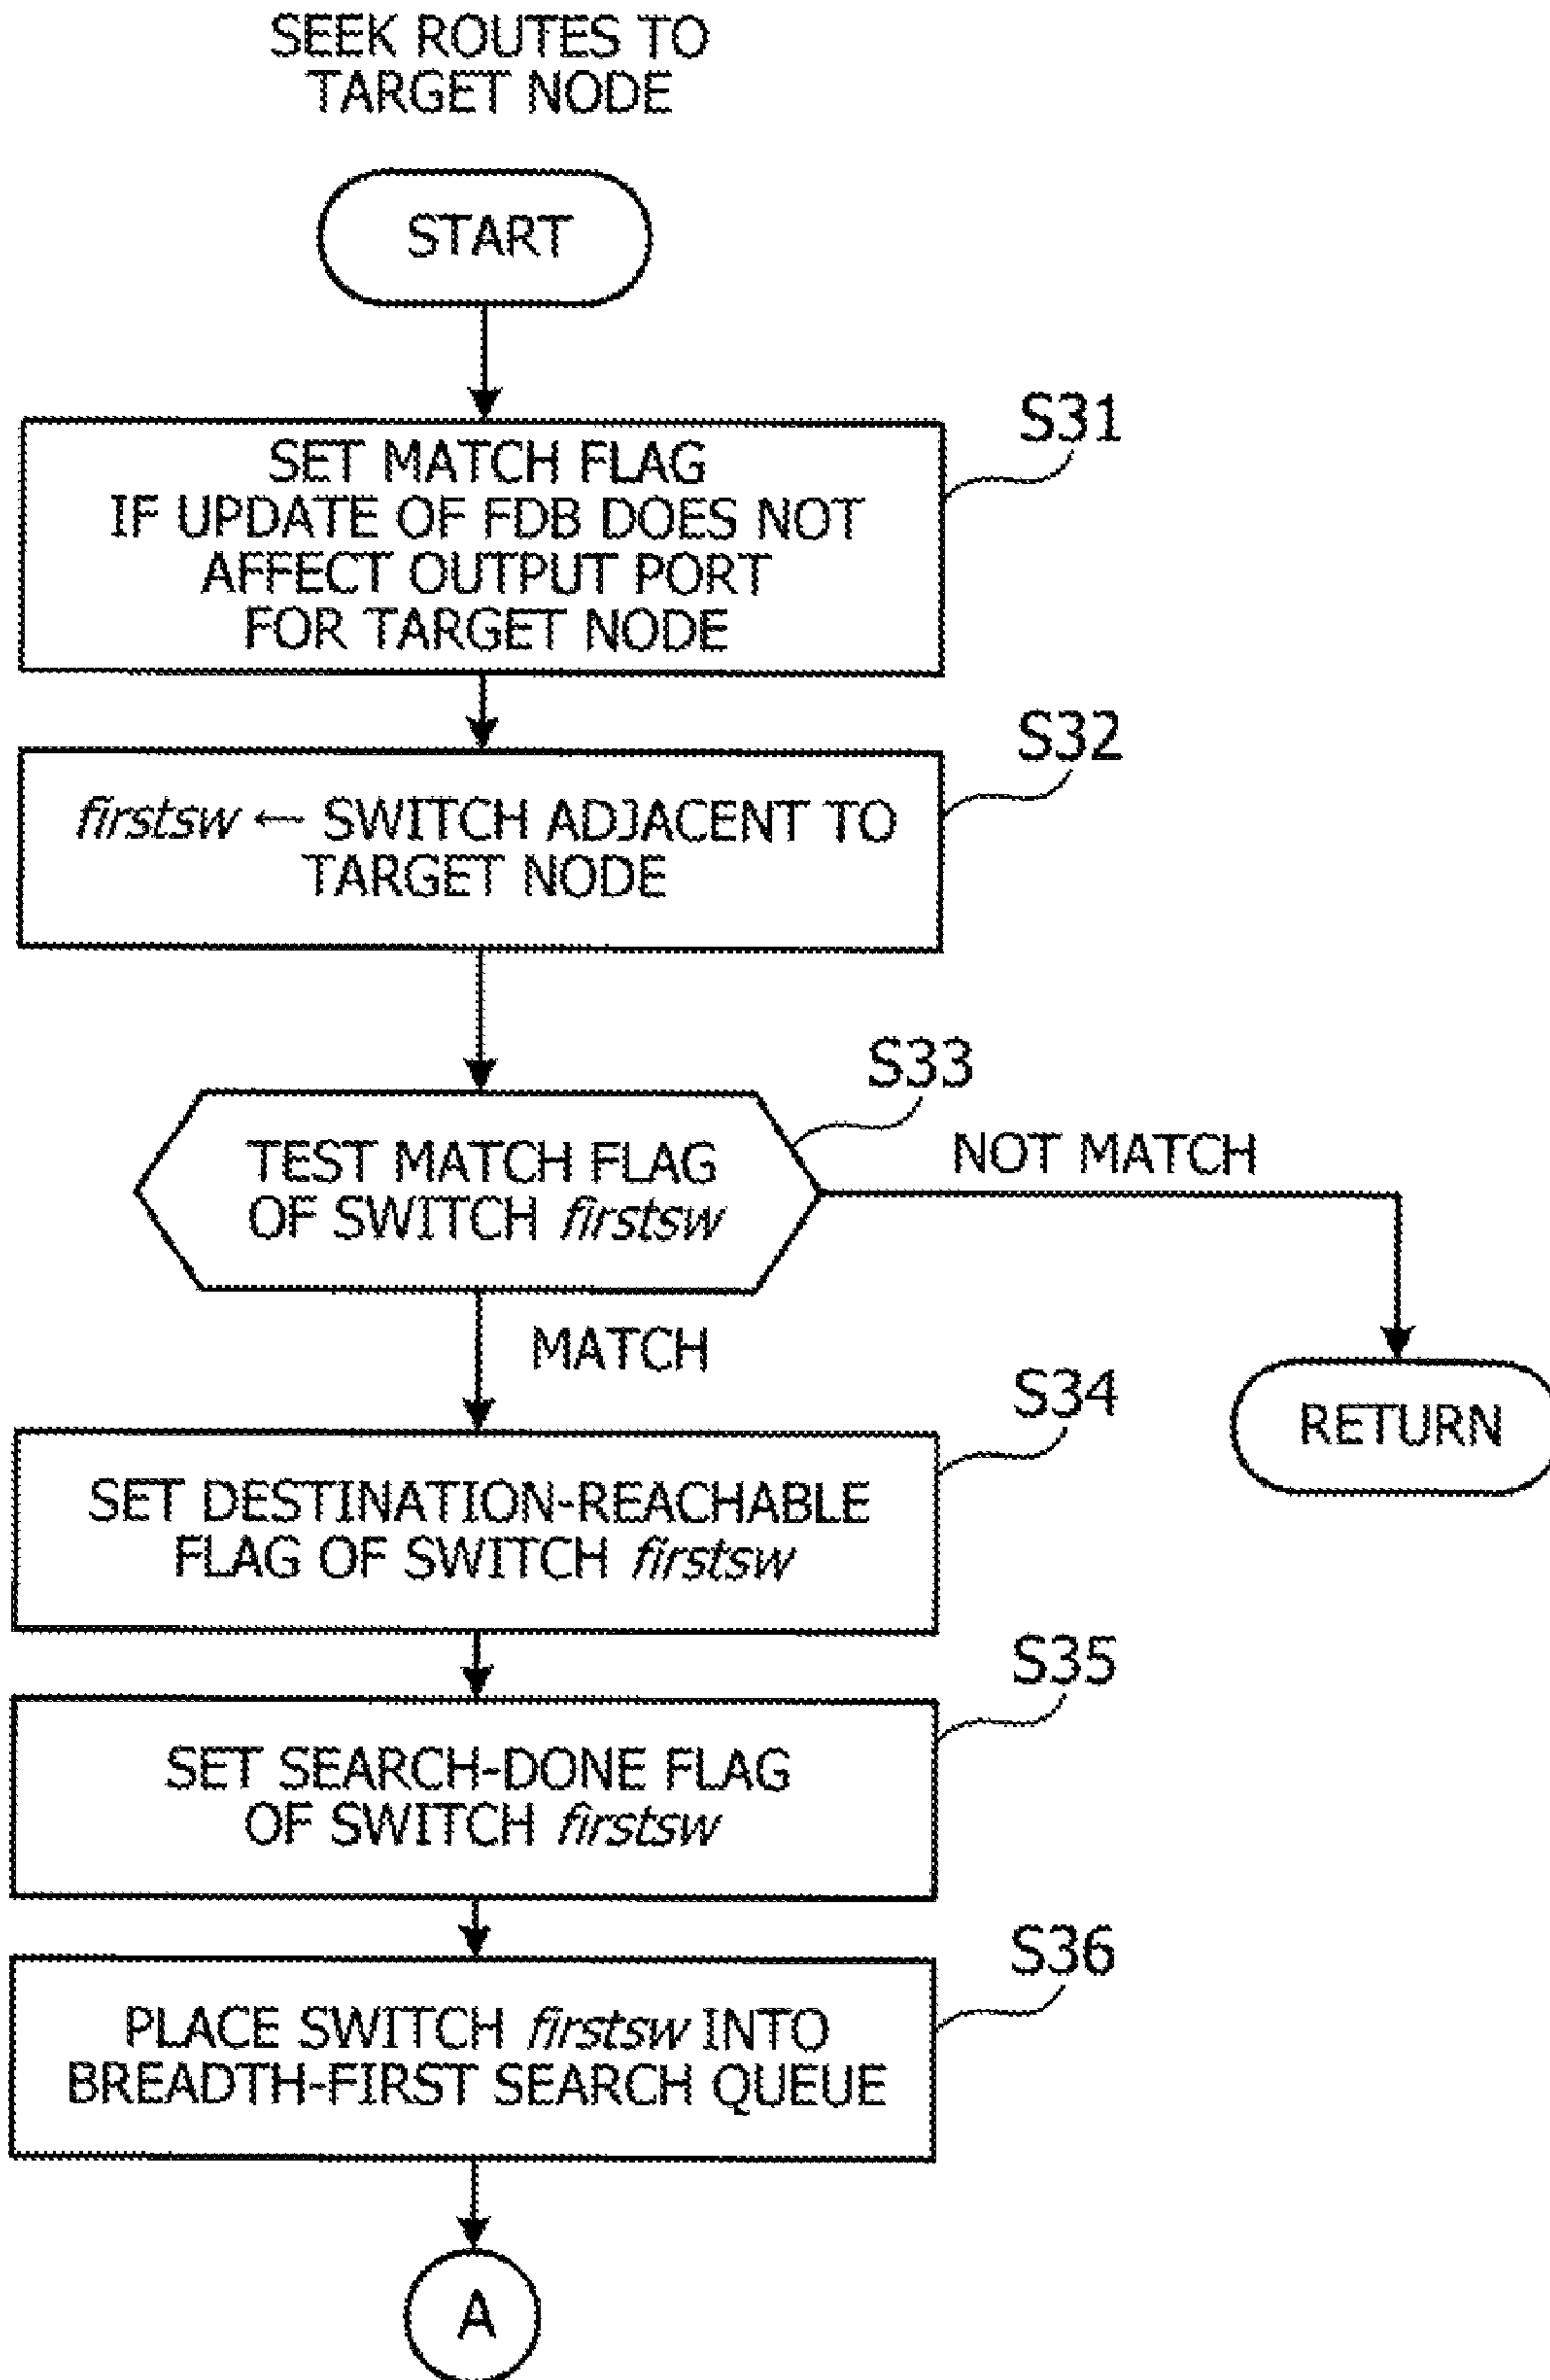 SEEK ROUTES TO
TARGET NODE
START
S31
SET MATCH FLAG
IF UPDATE OF FDB DOES NOT
AFFECT OUTPUT PORT
FOR TARGET NODE
S32
firstsw ← SWITCH ADJACENT TO
TARGET NODE
S33
TEST MATCH FLAG
OF SWITCH firstsw
NOT MATCH
MATCH
RETURN
S34
SET DESTINATION-REACHABLE
FLAG OF SWITCH firstsw
S35
SET SEARCH-DONE FLAG
OF SWITCH firstsw
S36
PLACE SWITCH firstsw INTO
BREADTH-FIRST SEARCH QUEUE
A